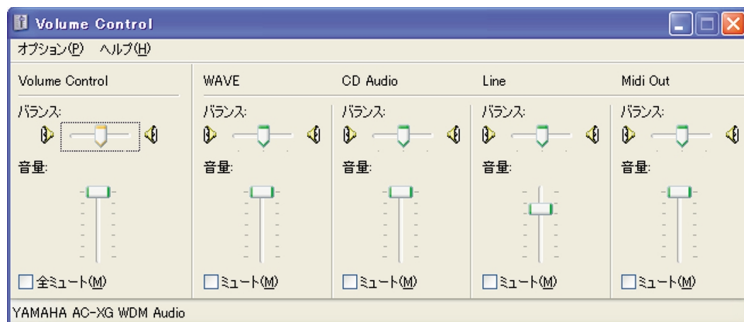 Volume Control
オプション(P) ヘルプ(H)
Volume Control
バランス:
音量:
全ミュート(M)
WAVE
バランス:
音量:
ミュート(M)
CD Audio
バランス:
音量:
ミュート(M)
Line
バランス:
音量:
ミュート(M)
Midi Out
バランス:
音量:
ミュート(M)
YAMAHA AC-XG WDM Audio